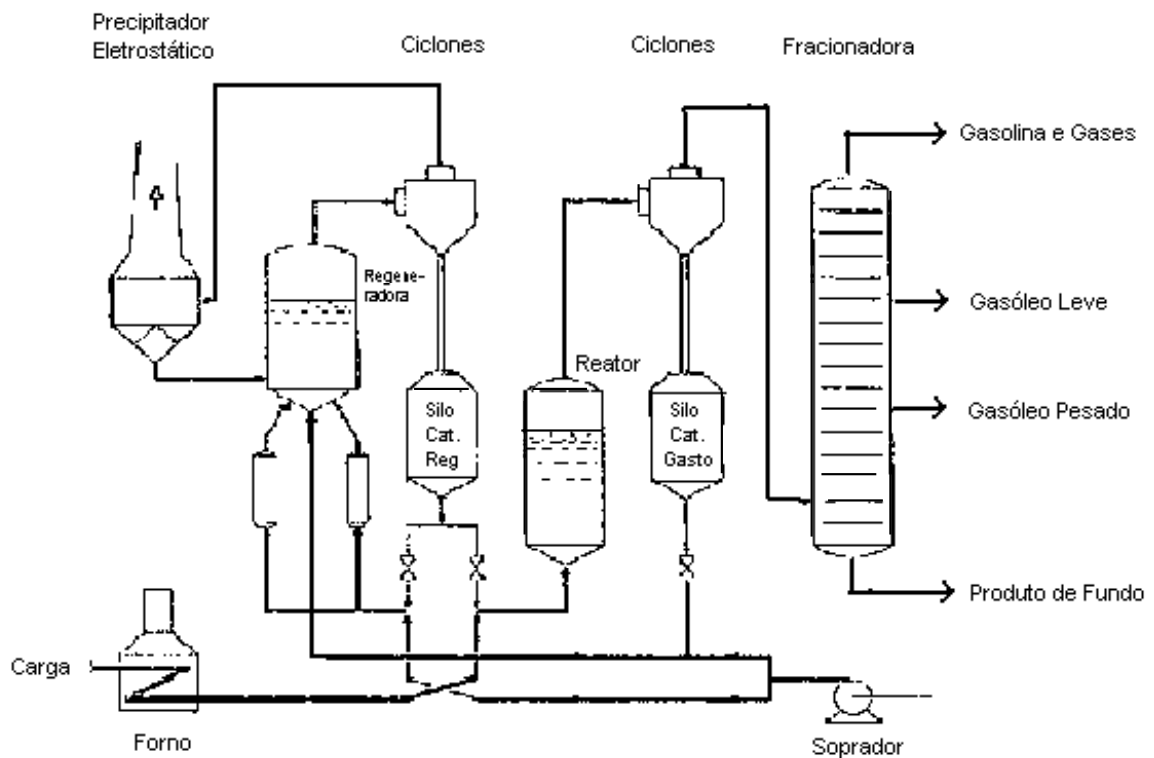 Precipitador
Eletrostático
Ciclones
Ciclones
Fracionadora
Gasolina e Gases
Regene-
radora
Gasóleo Leve
Reator
Silo
Cat.
Reg
Silo
Cat.
Gasto
Gasóleo Pesado
Produto de Fundo
Carga
Forno
Soprador